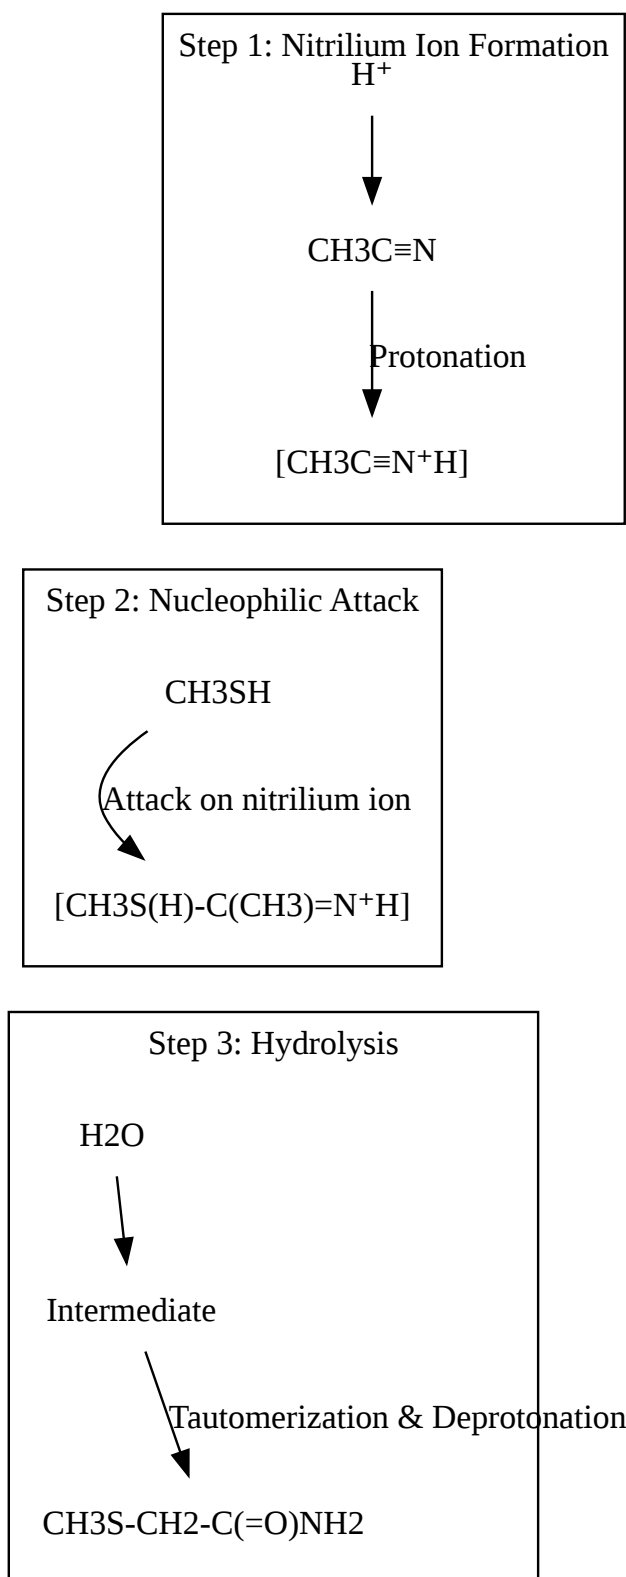 Step 1: Nitrilium Ion Formation
H⁺
CH3C≡N
Protonation
[CH3C≡N⁺H]
Step 2: Nucleophilic Attack
CH3SH
Attack on nitrilium ion
[CH3S(H)-C(CH3)=N⁺H]
Step 3: Hydrolysis
H2O
Intermediate
Tautomerization & Deprotonation
CH3S-CH2-C(=O)NH2